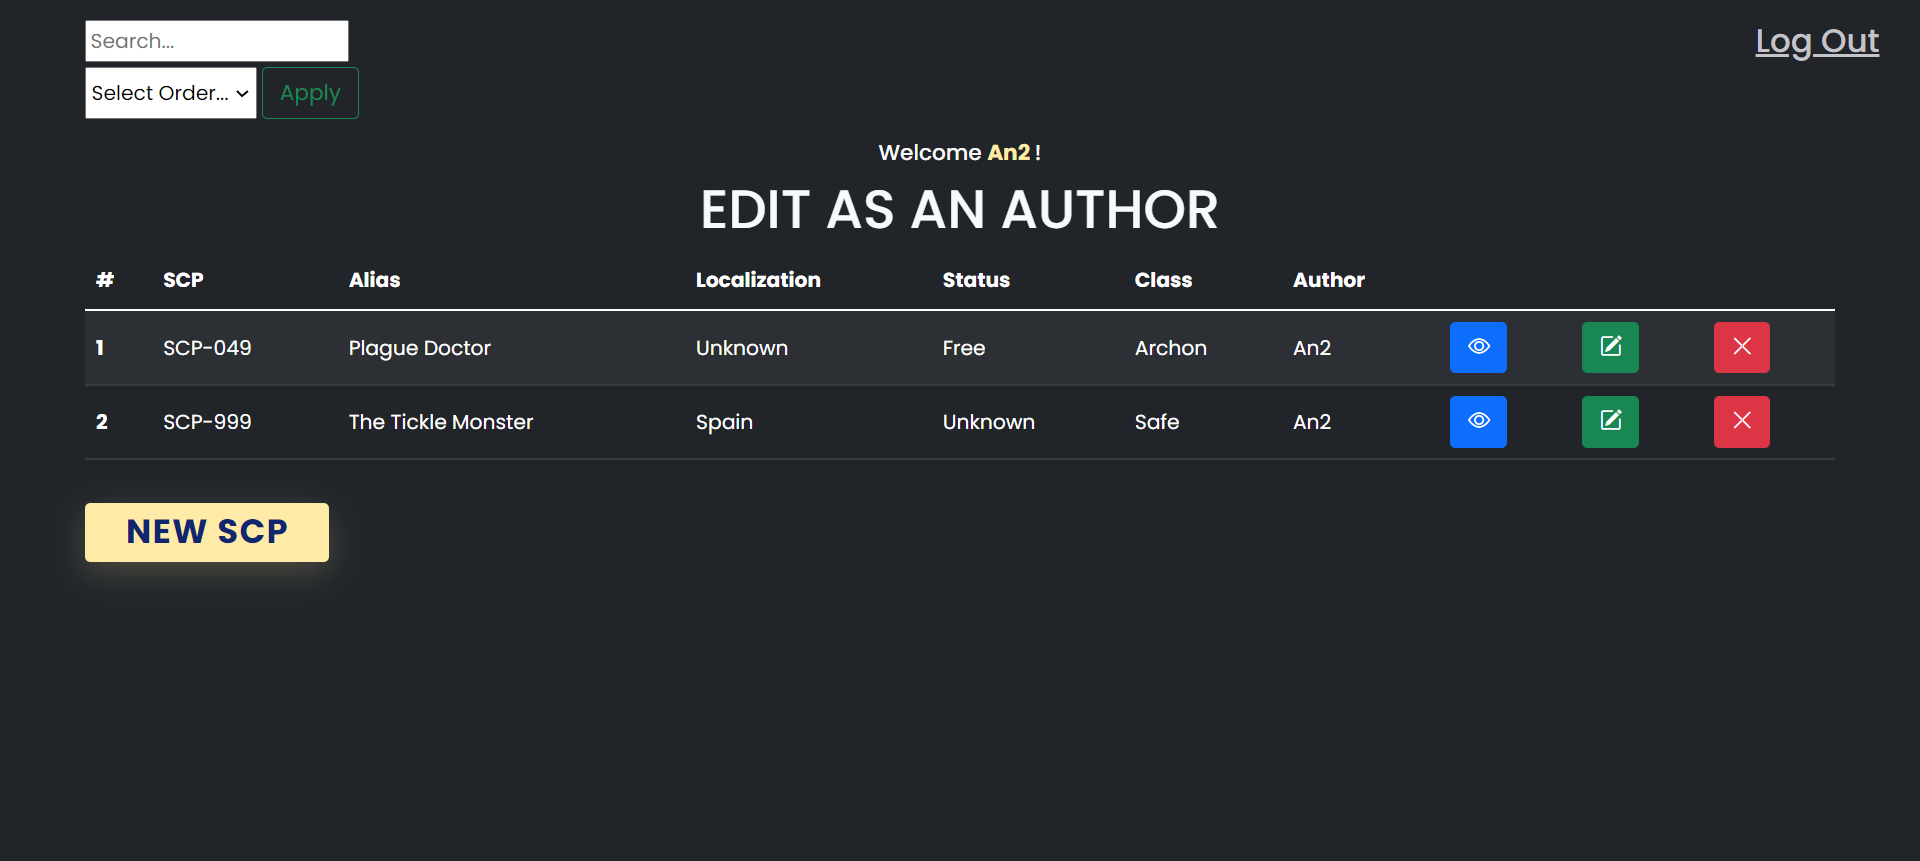 Search...
Log Out
Select Order... Apply
Welcome An2 !
EDIT AS AN AUTHOR
# SCP Alias Localization Status Class Author
1 SCP-049 Plague Doctor Unknown Free Archon An2
2 SCP-999 The Tickle Monster Spain Unknown Safe An2
NEW SCP